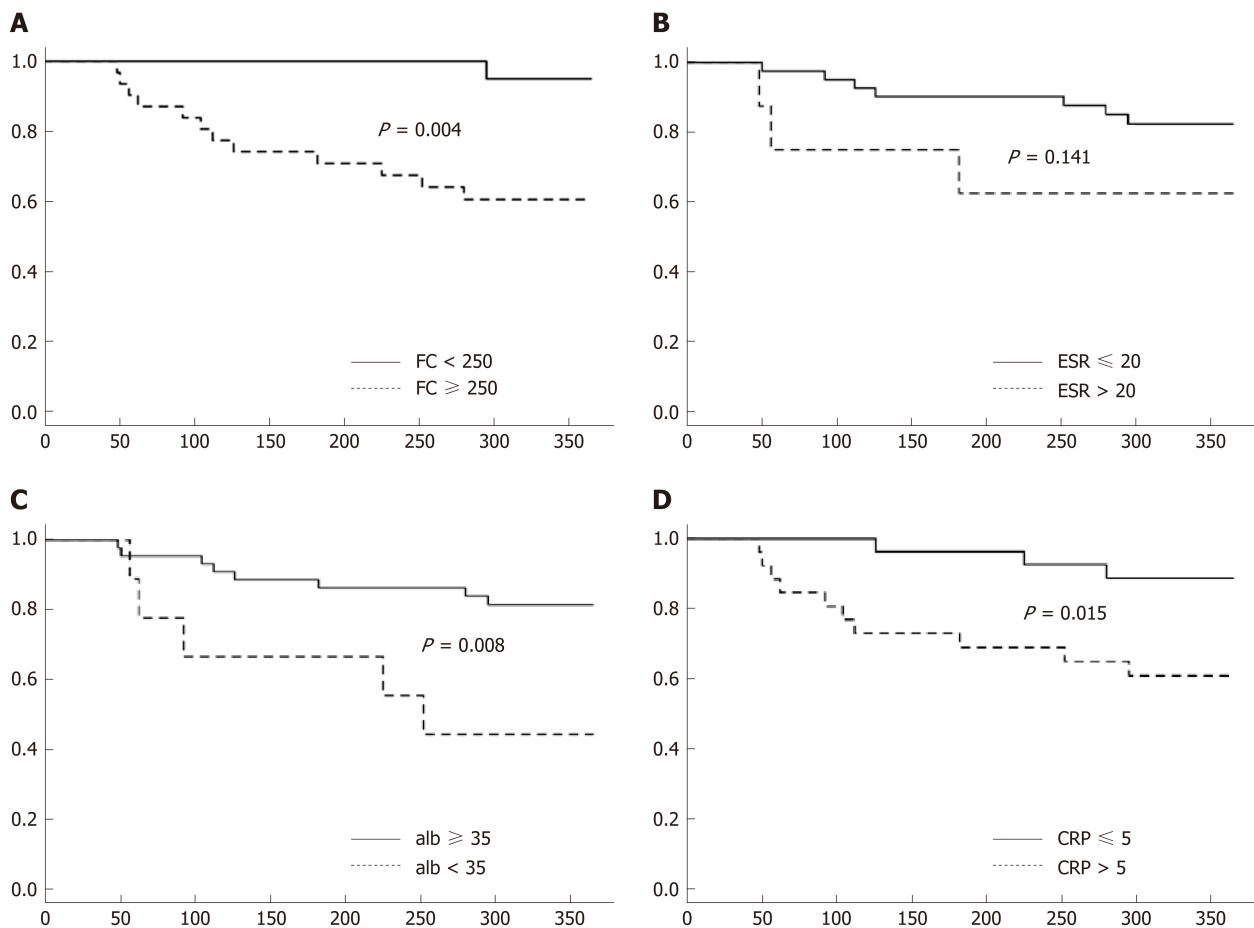 A
1.0
0.8
0.6
0.4
0.2
0.0
P = 0.004
FC < 250
FC ⩾ 250
0 50 100 150 200 250 300 350
B
1.0
0.8
0.6
0.4
0.2
0.0
P = 0.141
ESR ⩽ 20
ESR > 20
0 50 100 150 200 250 300 350
C
1.0
0.8
0.6
0.4
0.2
0.0
P = 0.008
alb ⩾ 35
alb < 35
0 50 100 150 200 250 300 350
D
1.0
0.8
0.6
0.4
0.2
0.0
P = 0.015
CRP ⩽ 5
CRP > 5
0 50 100 150 200 250 300 350